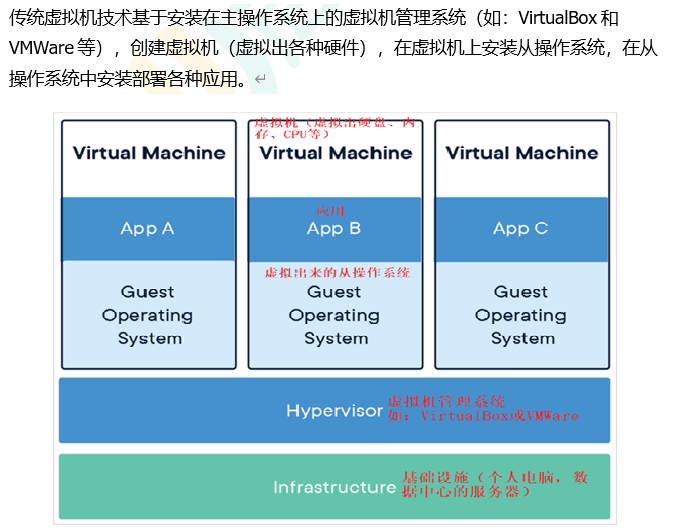 传统虚拟机技术基于安装在主操作系统上的虚拟机管理系统（如：VirtualBox 和
VMWare 等），创建虚拟机（虚拟出各种硬件），在虚拟机上安装从操作系统，在从
操作系统中安装部署各种应用。
虚拟机（虚拟出硬盘、内
存、CPU等）
Virtual Machine
Virtual Machine
Virtual Machine
应用
App A
App B
App C
虚拟出来的从操作系统
Guest
Operating
System
Guest
Operating
System
Guest
Operating
System
Hypervisor
虚拟机管理系统
如：VirtualBox或VMWare
Infrastructure
基础设施（个人电脑，数
据中心的服务器）